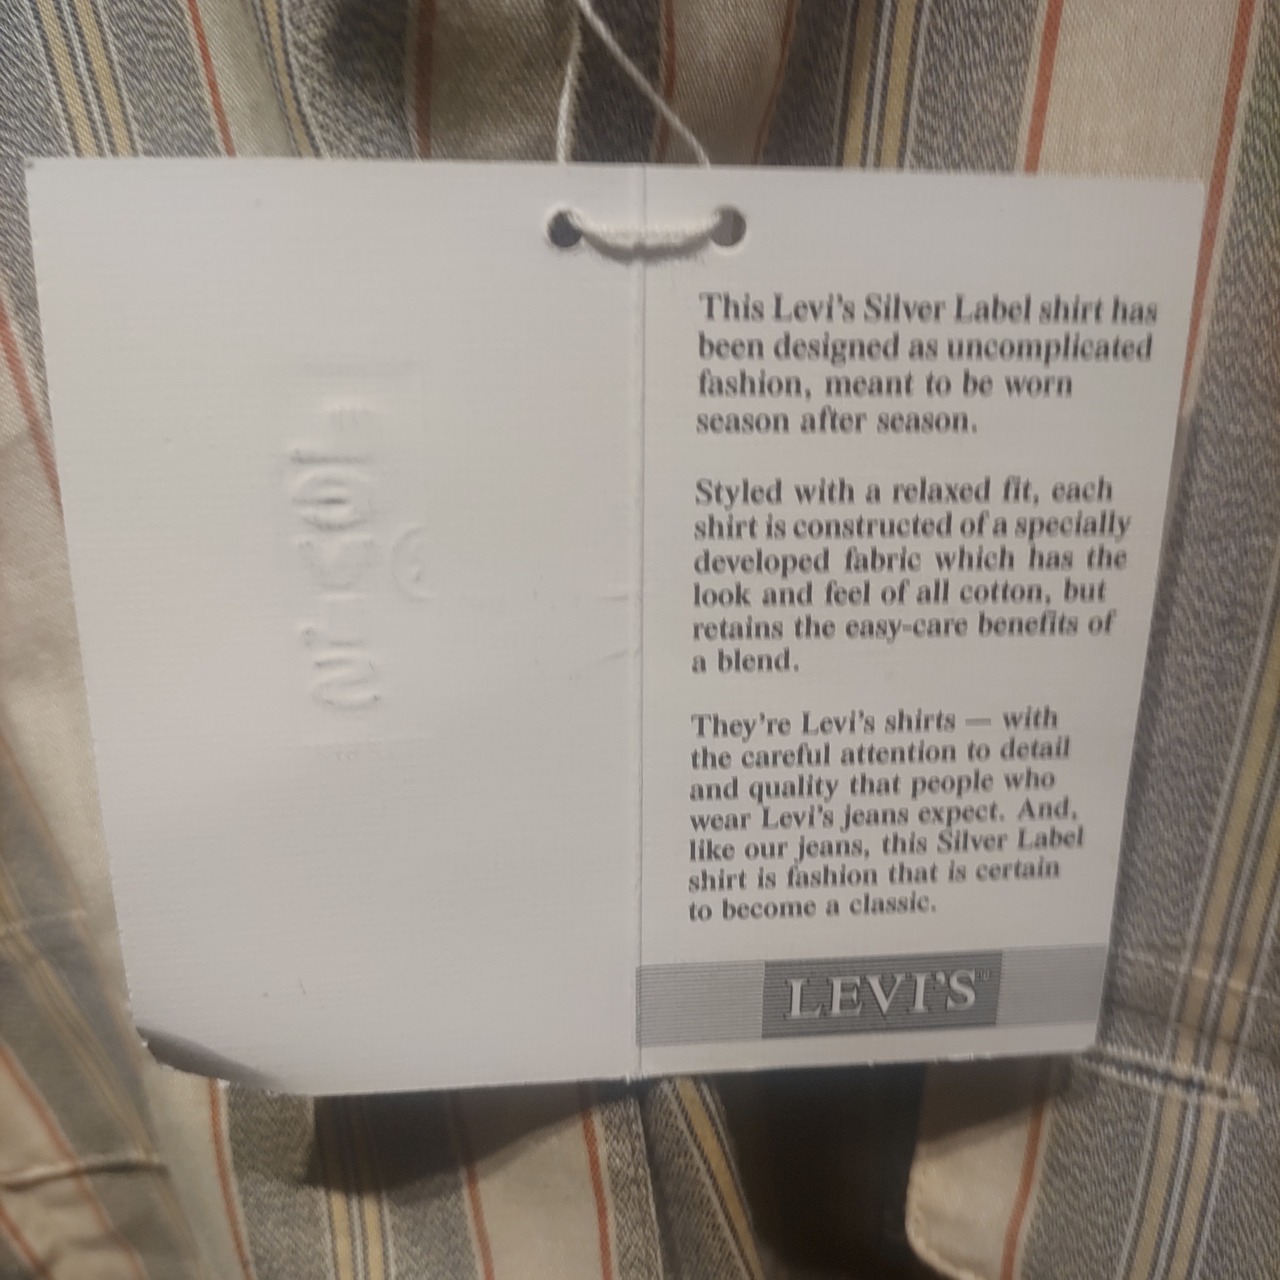 This Levi's Silver Label shirt has
been designed as uncomplicated
fashion, meant to be worn
season after season.
Styled with a relaxed fit, each
shirt is constructed of a specially
developed fabric which has the
look and feel of all cotton, but
retains the easy-care benefits of
a blend.
They're Levi's shirts — with
the careful attention to detail
and quality that people who
wear Levi's jeans expect. And,
like our jeans, this Silver Label
shirt is fashion that is certain
to become a classic.
LEVI'S